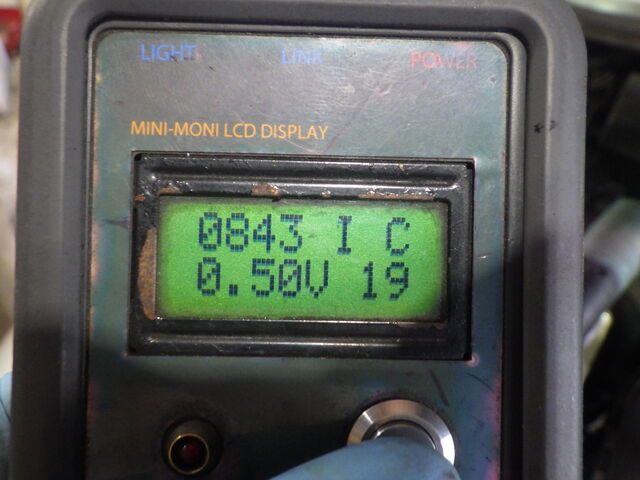 LIGHT LINK POWER
MINI-MONI LCD DISPLAY
0843 I C
0.50V 19